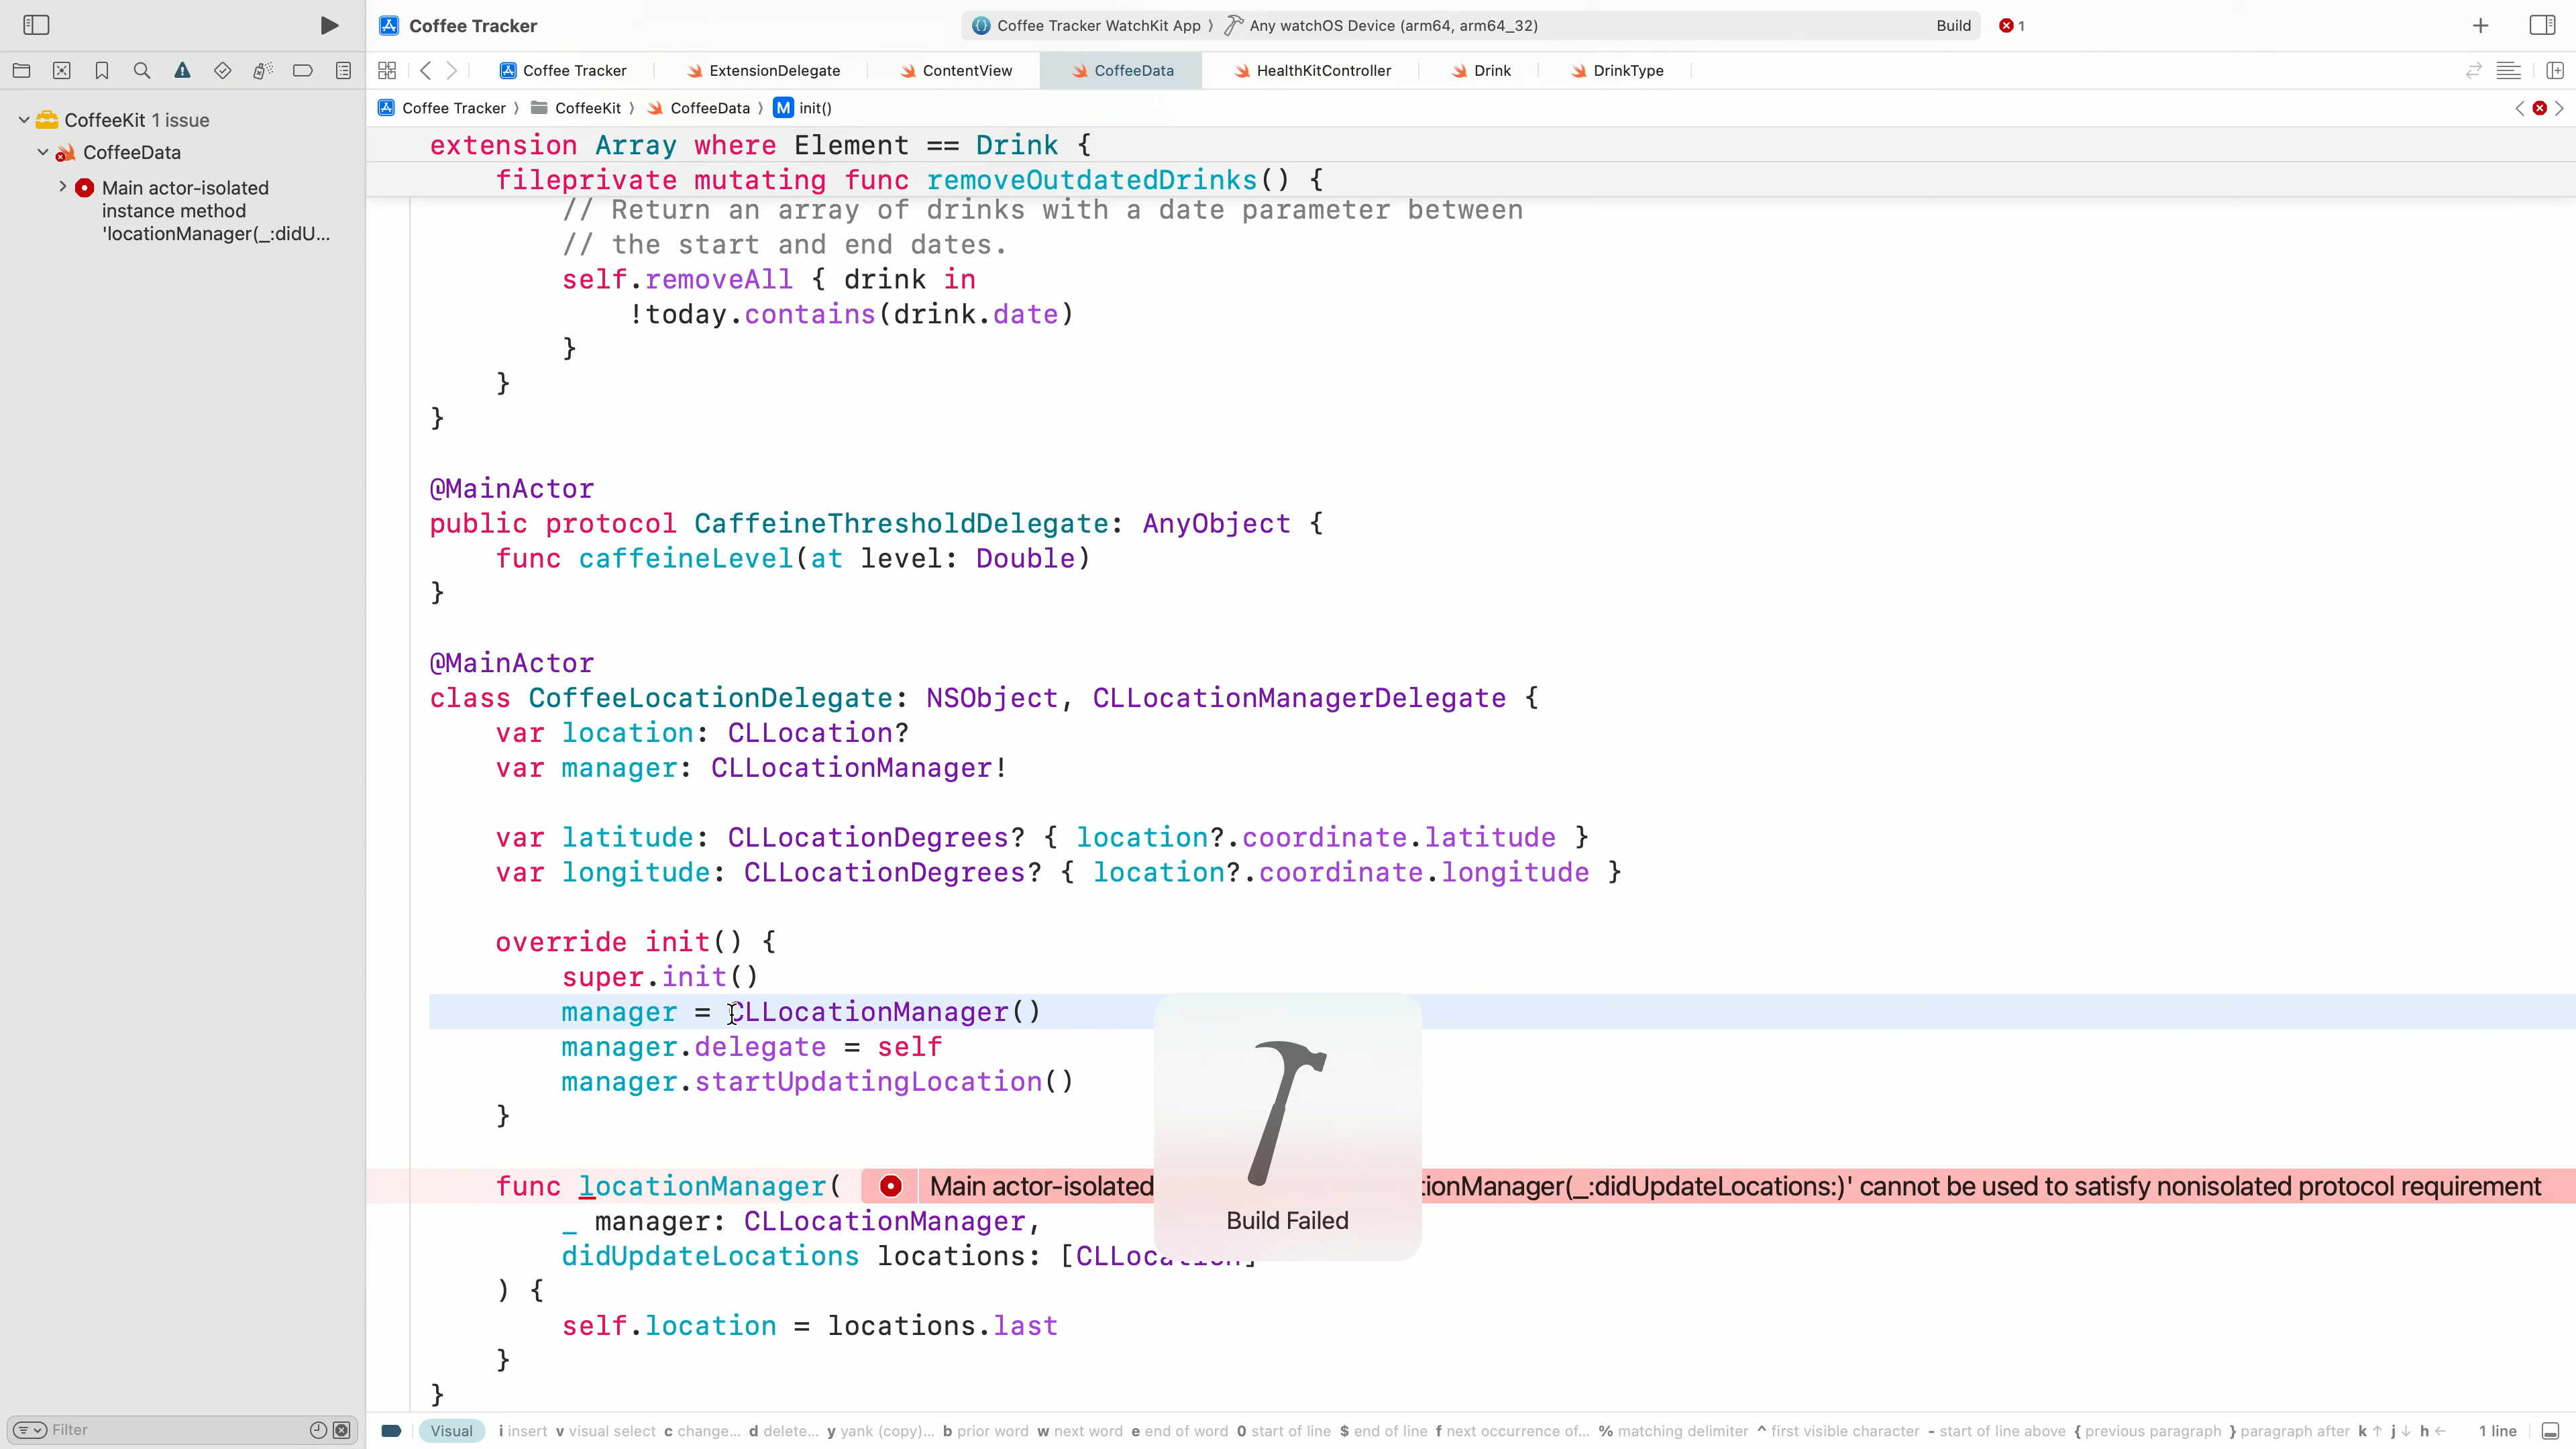 Coffee Tracker
Coffee Tracker WatchKit App 〉 Any watchOS Device (arm64, arm64_32)
Build
1
Coffee Tracker
ExtensionDelegate
ContentView
CoffeeData
HealthKitController
Drink
DrinkType
Coffee Tracker 〉 CoffeeKit 〉 CoffeeData 〉 M init()
CoffeeKit 1 issue
CoffeeData
Main actor-isolated
instance method
'locationManager(_:didU...
extension Array where Element == Drink {
fileprivate mutating func removeOutdatedDrinks() {
// Return an array of drinks with a date parameter between
// the start and end dates.
self.removeAll { drink in
!today.contains(drink.date)
}
}
}
@MainActor
public protocol CaffeineThresholdDelegate: AnyObject {
func caffeineLevel(at level: Double)
}
@MainActor
class CoffeeLocationDelegate: NSObject, CLLocationManagerDelegate {
var location: CLLocation?
var manager: CLLocationManager!
var latitude: CLLocationDegrees? { location?.coordinate.latitude }
var longitude: CLLocationDegrees? { location?.coordinate.longitude }
override init() {
super.init()
manager = CLLocationManager()
manager.delegate = self
manager.startUpdatingLocation()
}
func locationManager( Main actor-isolated tionManager(_:didUpdateLocations:)' cannot be used to satisfy nonisolated protocol requirement
_ manager: CLLocationManager,
didUpdateLocations locations: [CLLocation]
) {
self.location = locations.last
}
}
Build Failed
Filter
Visual i insert v visual select c change... d delete... y yank (copy)... b prior word w next word e end of word 0 start of line $ end of line f next occurrence of... % matching delimiter ^ first visible character - start of line above { previous paragraph } paragraph after k ↑ j ↓ h ← 1 line